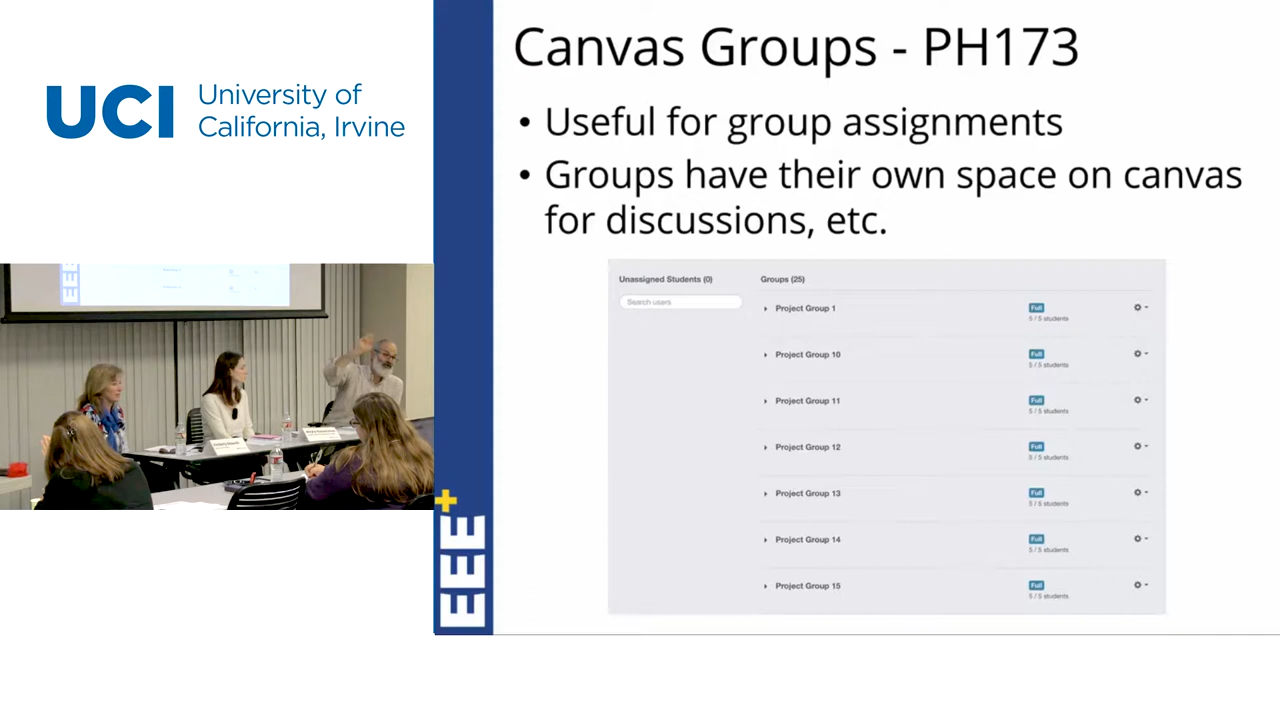 UCI
University of
California, Irvine
Canvas Groups - PH173
• Useful for group assignments
• Groups have their own space on canvas
for discussions, etc.
Unassigned Students (0)
Search users
Groups (25)
Project Group 1
Full
5 / 5 students
Project Group 10
Full
5 / 5 students
Project Group 11
Full
5 / 5 students
Project Group 12
Full
5 / 5 students
Project Group 13
Full
5 / 5 students
Project Group 14
Full
5 / 5 students
Project Group 15
Full
5 / 5 students
EEE+
EEE